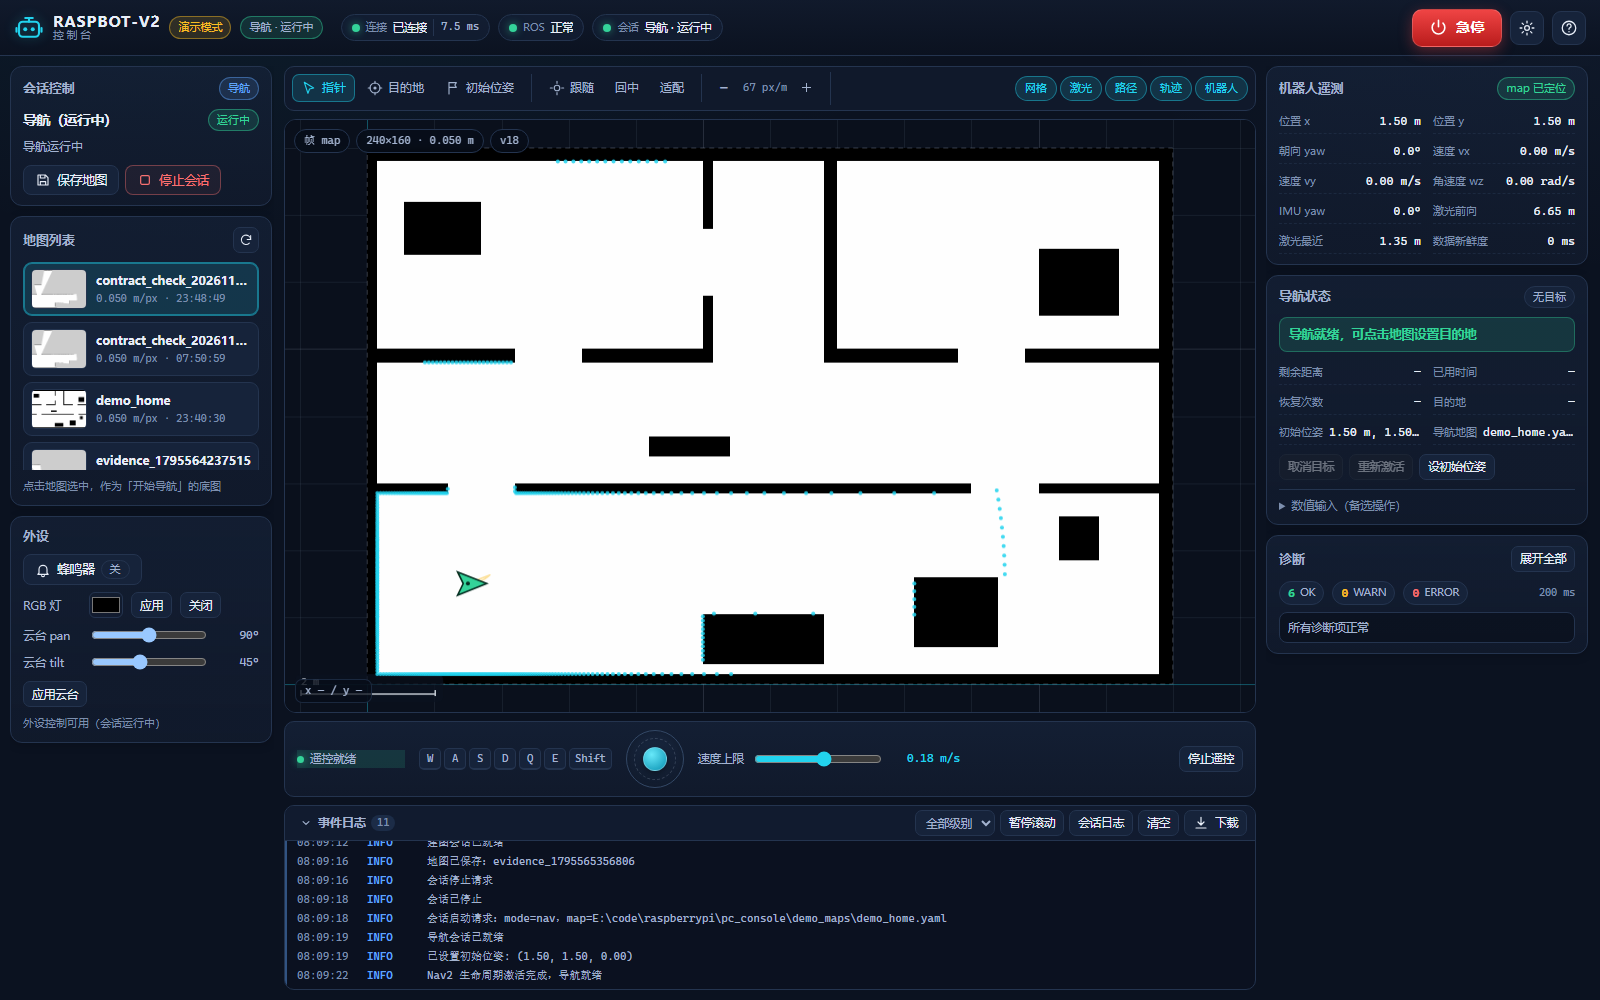 RASPBOT-V2
控制台
演示模式
导航 · 运行中
连接 已连接 7.5 ms
ROS 正常
会话 导航 · 运行中
急停
会话控制
导航
导航（运行中）
运行中
导航运行中
保存地图
停止会话
地图列表
contract_check_202611...
0.050 m/px · 23:48:49
contract_check_202611...
0.050 m/px · 07:50:59
demo_home
0.050 m/px · 23:40:30
evidence_1795564237515
点击地图选中，作为「开始导航」的底图
外设
蜂鸣器 关
RGB 灯
应用
关闭
云台 pan
90°
云台 tilt
45°
应用云台
外设控制可用（会话运行中）
指针
目的地
初始位姿
跟随
回中
适配
− 67 px/m +
网格
激光
路径
轨迹
机器人
帧 map
240×160 · 0.050 m
v18
2 m
x — / y —
遥控就绪
W
A
S
D
Q
E
Shift
速度上限
0.18 m/s
停止遥控
事件日志 11
全部级别
暂停滚动
会话日志
清空
下载
08:09:12 INFO 建图会话已就绪
08:09:16 INFO 地图已保存：evidence_1795565356806
08:09:16 INFO 会话停止请求
08:09:18 INFO 会话已停止
08:09:18 INFO 会话启动请求：mode=nav，map=E:\code\raspberrypi\pc_console\demo_maps\demo_home.yaml
08:09:19 INFO 导航会话已就绪
08:09:19 INFO 已设置初始位姿：(1.50, 1.50, 0.00)
08:09:22 INFO Nav2 生命周期激活完成，导航就绪
机器人遥测
map 已定位
位置 x 1.50 m
位置 y 1.50 m
朝向 yaw 0.0°
速度 vx 0.00 m/s
速度 vy 0.00 m/s
角速度 wz 0.00 rad/s
IMU yaw 0.0°
激光前向 6.65 m
激光最近 1.35 m
数据新鲜度 0 ms
导航状态
无目标
导航就绪，可点击地图设置目的地
剩余距离 —
已用时间 —
恢复次数 —
目的地 —
初始位姿 1.50 m, 1.50…
导航地图 demo_home.ya…
取消目标
重新激活
设初始位姿
数值输入（备选操作）
诊断
展开全部
6 OK
0 WARN
0 ERROR
200 ms
所有诊断项正常